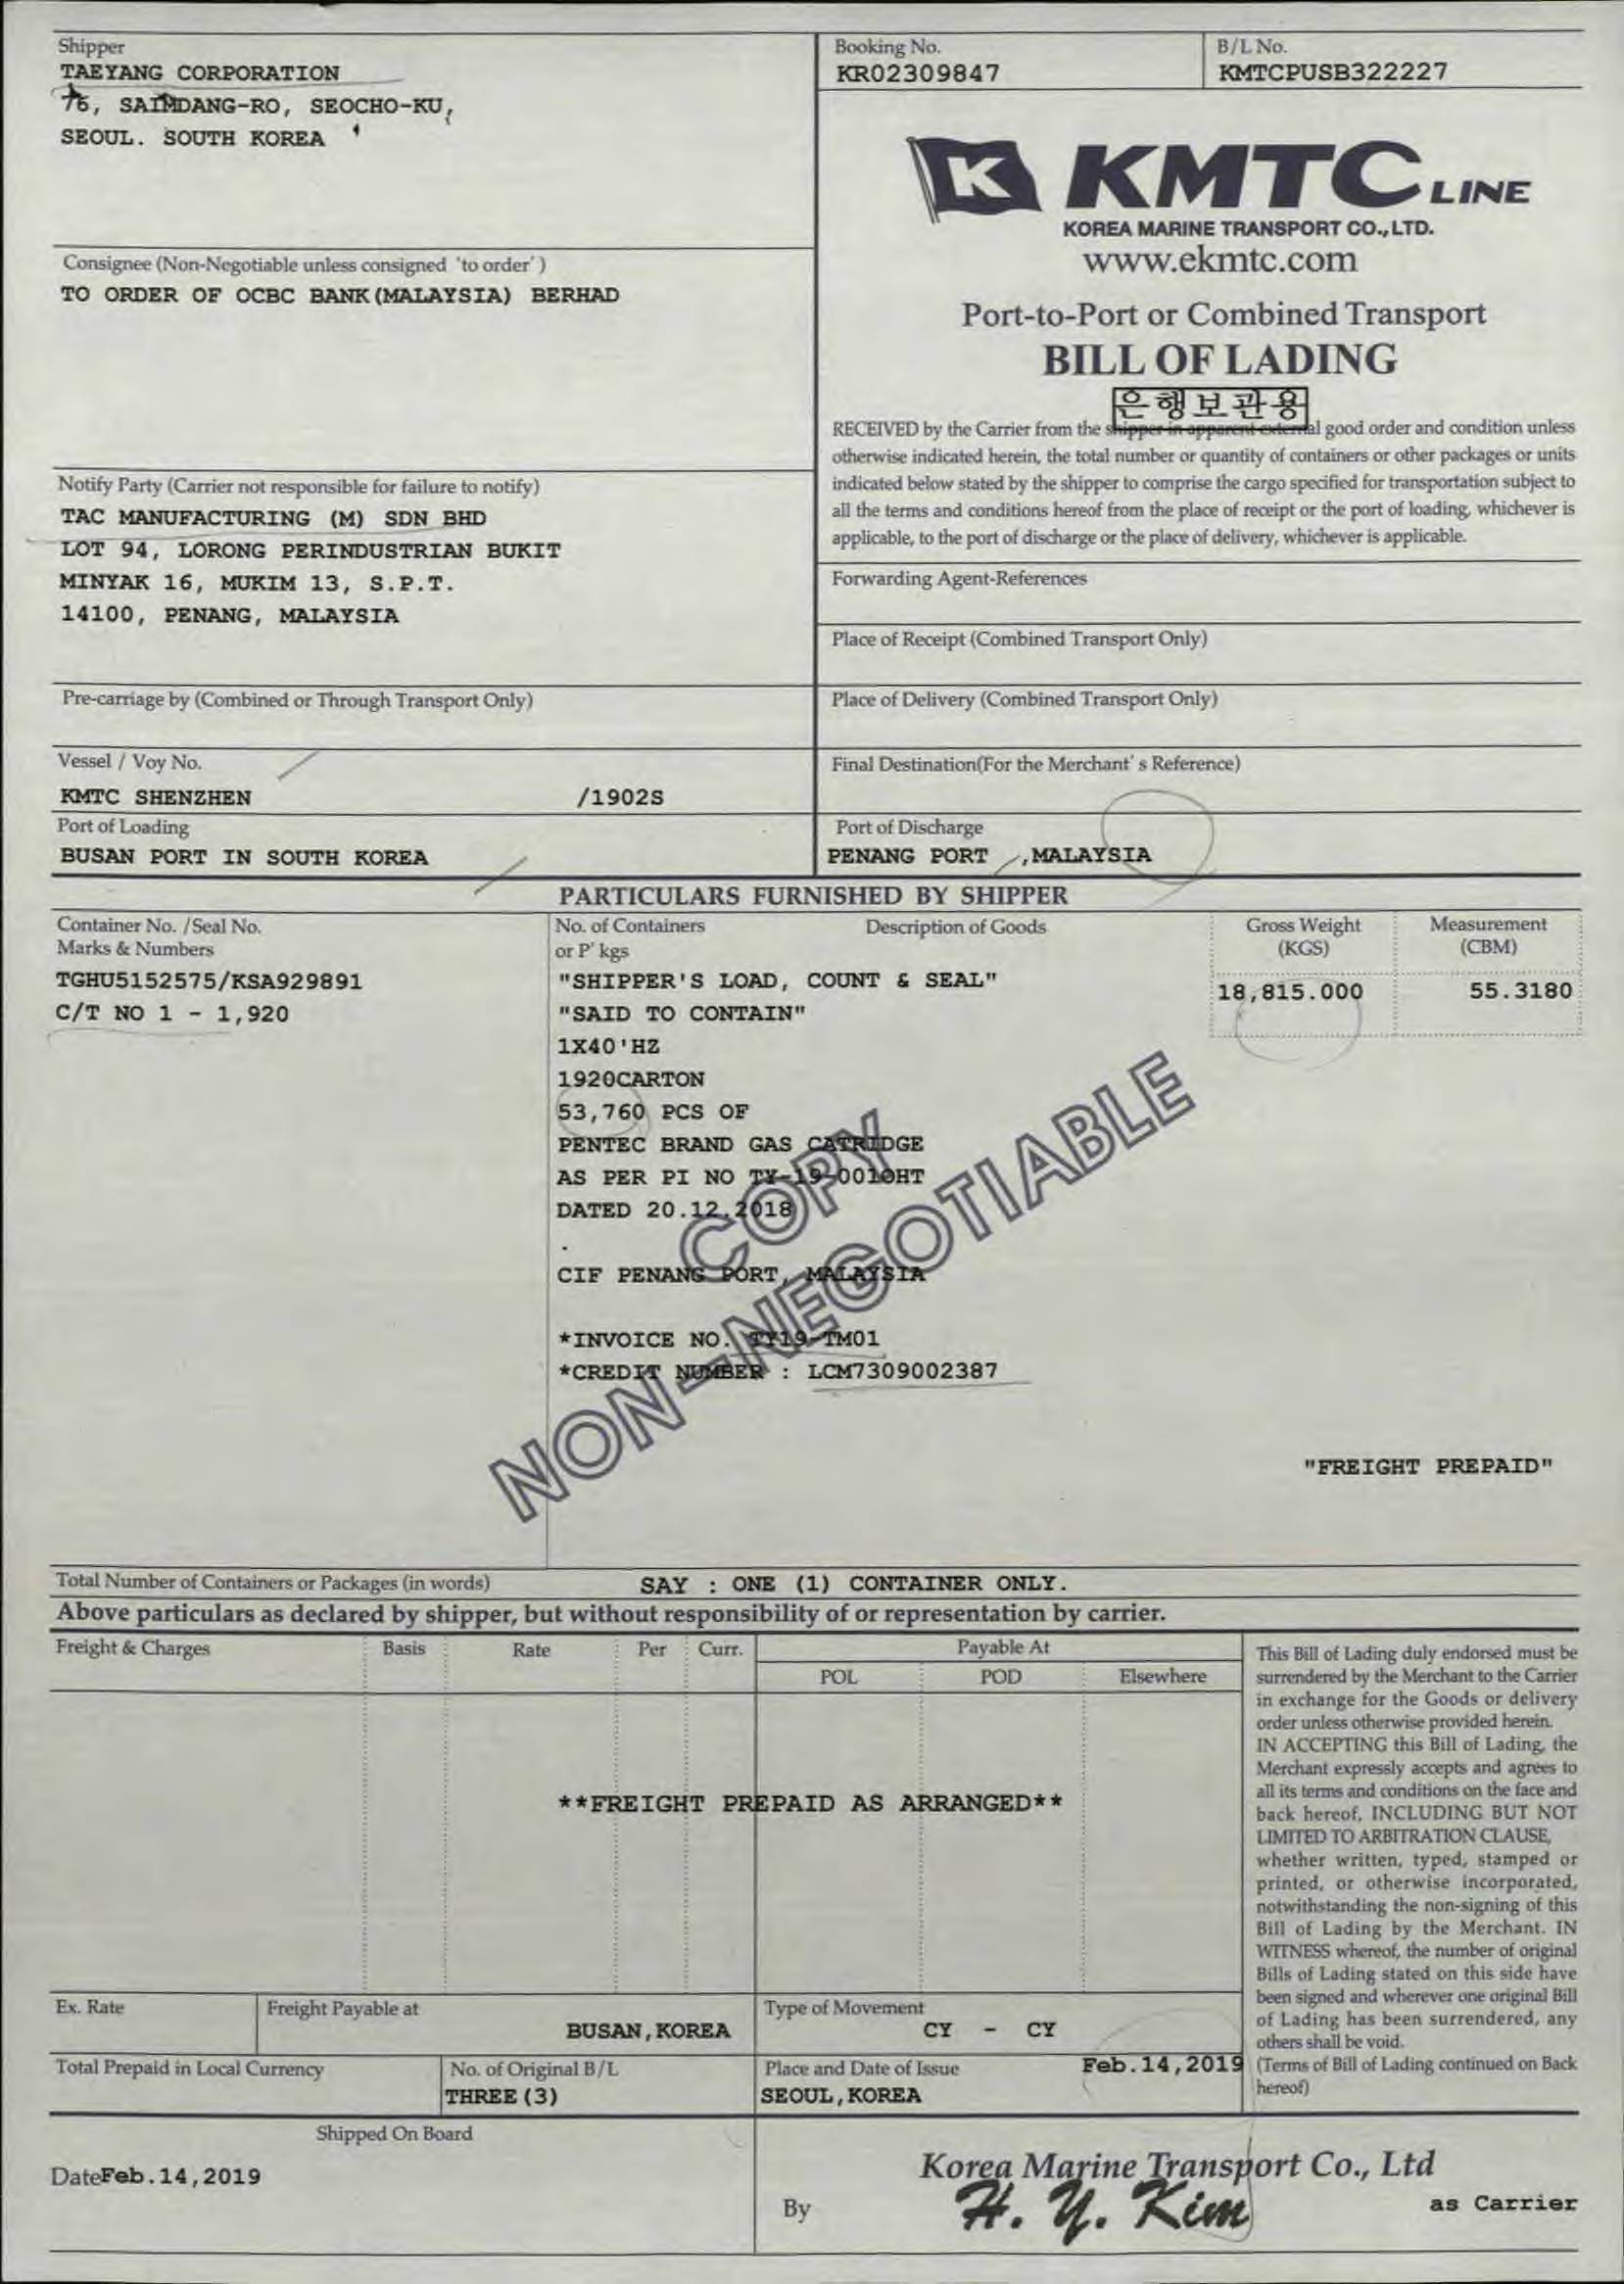 Shipper
TAEYANG CORPORATION
76, SAIMDANG-RO, SEOCHO-KU,
SEOUL. SOUTH KOREA
Booking No.
KR02309847
B/L No.
KMTCPUSB322227
K KMTC LINE
KOREA MARINE TRANSPORT CO.,LTD.
www.ekmtc.com
Port-to-Port or Combined Transport
BILL OF LADING
은행보관용
RECEIVED by the Carrier from the shipper in apparent external good order and condition unless
otherwise indicated herein, the total number or quantity of containers or other packages or units
indicated below stated by the shipper to comprise the cargo specified for transportation subject to
all the terms and conditions hereof from the place of receipt or the port of loading, whichever is
applicable, to the port of discharge or the place of delivery, whichever is applicable.
Consignee (Non-Negotiable unless consigned 'to order' )
TO ORDER OF OCBC BANK(MALAYSIA) BERHAD
Notify Party (Carrier not responsible for failure to notify)
TAC MANUFACTURING (M) SDN BHD
LOT 94, LORONG PERINDUSTRIAN BUKIT
MINYAK 16, MUKIM 13, S.P.T.
14100, PENANG, MALAYSIA
Forwarding Agent-References
Place of Receipt (Combined Transport Only)
Pre-carriage by (Combined or Through Transport Only)
Place of Delivery (Combined Transport Only)
Vessel / Voy No.
KMTC SHENZHEN /1902S
Final Destination(For the Merchant' s Reference)
Port of Loading
BUSAN PORT IN SOUTH KOREA
Port of Discharge
PENANG PORT ,MALAYSIA
PARTICULARS FURNISHED BY SHIPPER
Container No. /Seal No.
Marks & Numbers
No. of Containers
or P' kgs
Description of Goods
Gross Weight
(KGS)
Measurement
(CBM)
TGHU5152575/KSA929891
C/T NO 1 - 1,920
"SHIPPER'S LOAD, COUNT & SEAL"
"SAID TO CONTAIN"
1X40'HZ
1920CARTON
53,760 PCS OF
PENTEC BRAND GAS CATRIDGE
AS PER PI NO TY-19-0010HT
DATED 20.12.2018
.
CIF PENANG PORT, MALAYSIA
*INVOICE NO. TY19-TM01
*CREDIT NUMBER : LCM7309002387
18,815.000
55.3180
COPY
NON-NEGOTIABLE
"FREIGHT PREPAID"
Total Number of Containers or Packages (in words)
SAY : ONE (1) CONTAINER ONLY.
Above particulars as declared by shipper, but without responsibility of or representation by carrier.
Freight & Charges
Basis
Rate
Per
Curr.
Payable At
POL
POD
Elsewhere
**FREIGHT PREPAID AS ARRANGED**
This Bill of Lading duly endorsed must be
surrendered by the Merchant to the Carrier
in exchange for the Goods or delivery
order unless otherwise provided herein.
IN ACCEPTING this Bill of Lading, the
Merchant expressly accepts and agrees to
all its terms and conditions on the face and
back hereof, INCLUDING BUT NOT
LIMITED TO ARBITRATION CLAUSE,
whether written, typed, stamped or
printed, or otherwise incorporated,
notwithstanding the non-signing of this
Bill of Lading by the Merchant. IN
WITNESS whereof, the number of original
Bills of Lading stated on this side have
been signed and wherever one original Bill
of Lading has been surrendered, any
others shall be void.
(Terms of Bill of Lading continued on Back
hereof)
Ex. Rate
Freight Payable at
BUSAN,KOREA
Type of Movement
CY - CY
Total Prepaid in Local Currency
No. of Original B/L
THREE(3)
Place and Date of Issue
Feb.14,2019
SEOUL,KOREA
Shipped On Board
DateFeb.14,2019
Korea Marine Transport Co., Ltd
By
H. Y. Kim
as Carrier